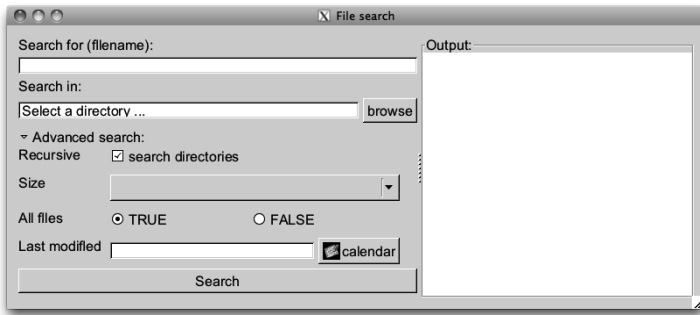 File search
Search for (filename):
Output:
Search in:
Select a directory ...
browse
Advanced search:
Recursive
search directories
Size
All files
TRUE
FALSE
Last modified
calendar
Search